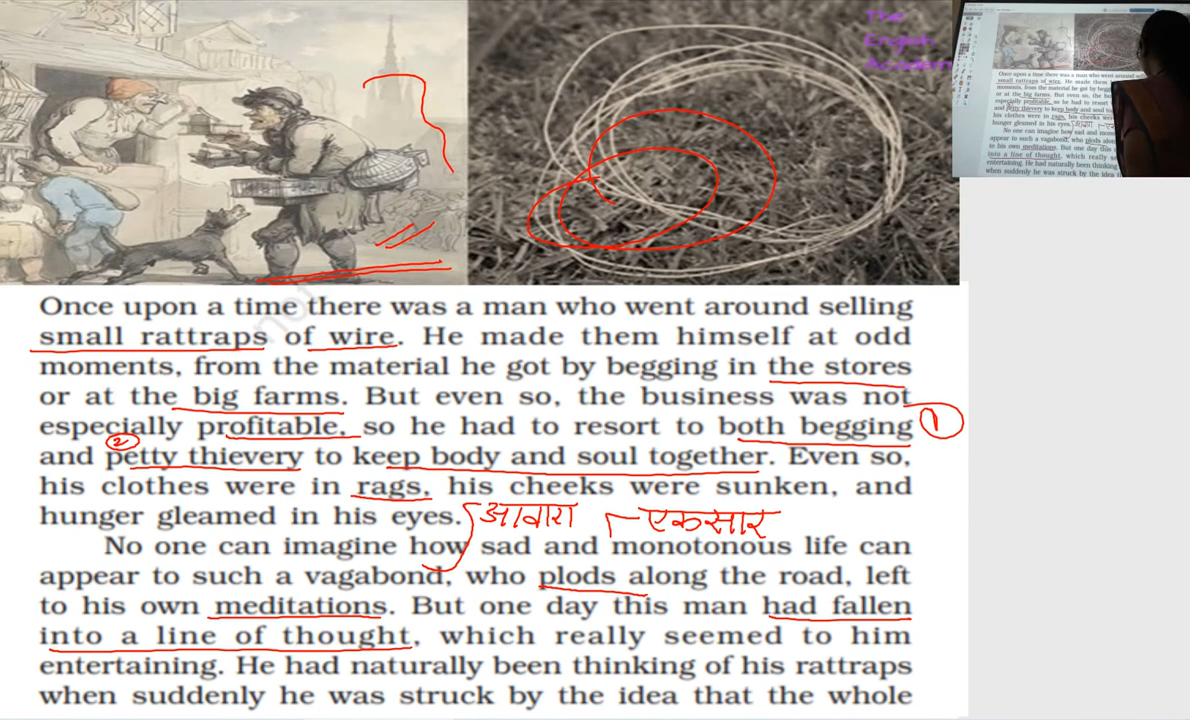 The
English
Academy
Once upon a time there was a man who went around selling
small rattraps of wire. He made them himself at odd
moments, from the material he got by begging in the stores
or at the big farms. But even so, the business was not
especially profitable, so he had to resort to both begging
1
2
and petty thievery to keep body and soul together. Even so,
his clothes were in rags, his cheeks were sunken, and
hunger gleamed in his eyes.
आवारा एकसार
No one can imagine how sad and monotonous life can
appear to such a vagabond, who plods along the road, left
to his own meditations. But one day this man had fallen
into a line of thought, which really seemed to him
entertaining. He had naturally been thinking of his rattraps
when suddenly he was struck by the idea that the whole